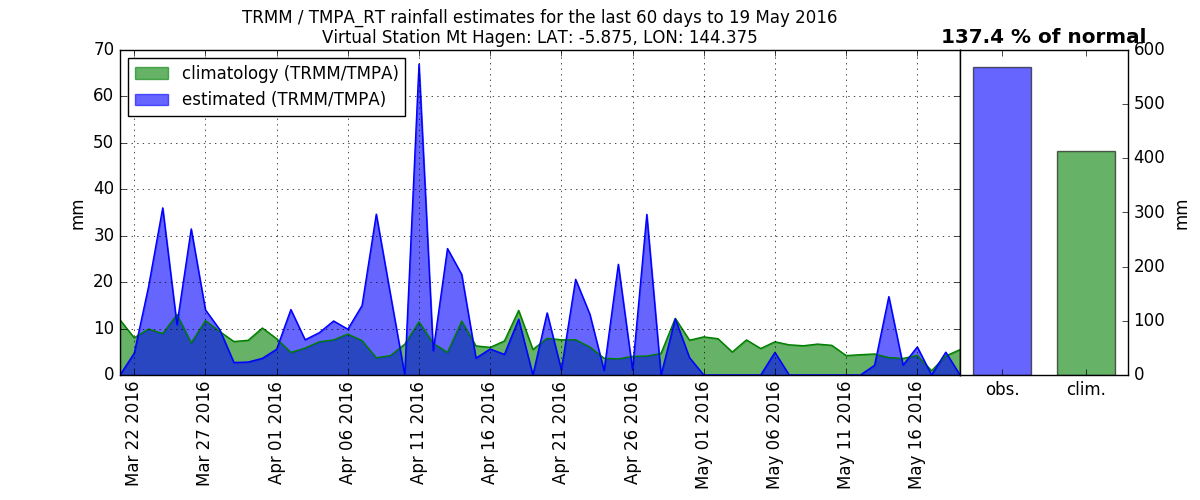 TRMM / TMPA_RT rainfall estimates for the last 60 days to 19 May 2016
Virtual Station Mt Hagen: LAT: -5.875, LON: 144.375
137.4 % of normal
climatology (TRMM/TMPA)
estimated (TRMM/TMPA)
70
60
50
40
30
20
10
0
mm
Mar 22 2016
Mar 27 2016
Apr 01 2016
Apr 06 2016
Apr 11 2016
Apr 16 2016
Apr 21 2016
Apr 26 2016
May 01 2016
May 06 2016
May 11 2016
May 16 2016
obs.
clim.
600
500
400
300
200
100
0
mm